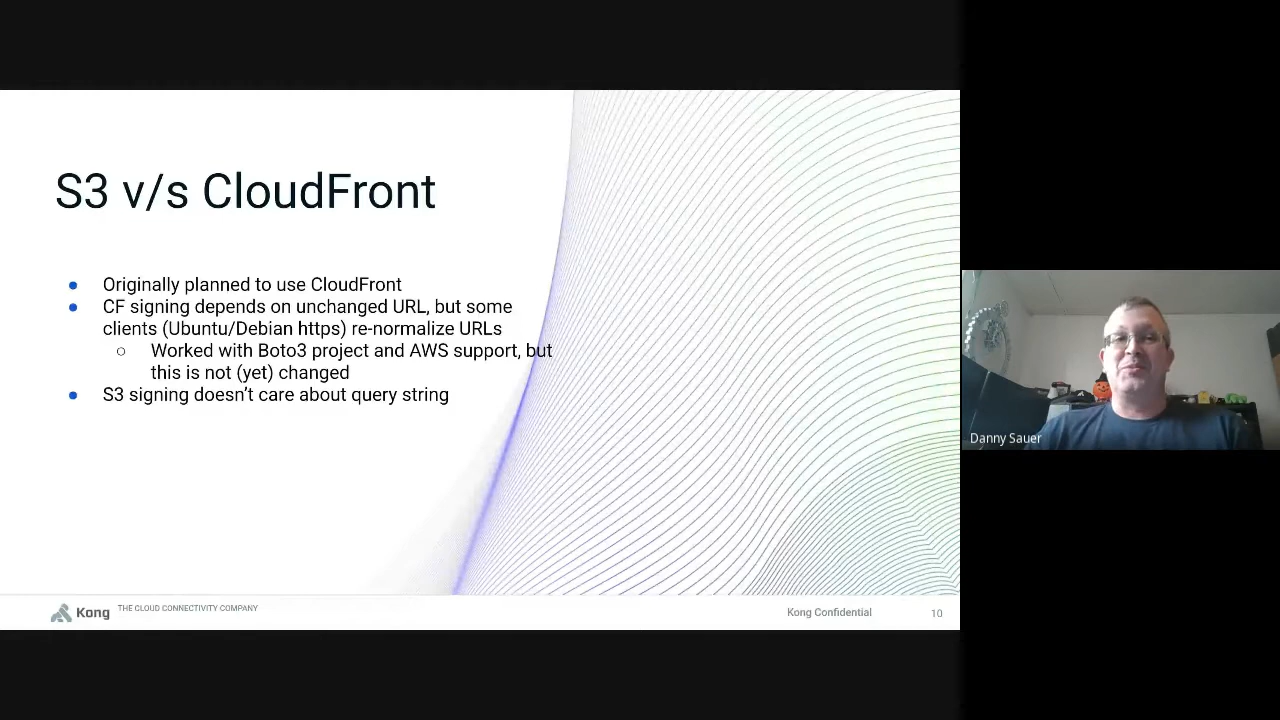 S3 v/s CloudFront
● Originally planned to use CloudFront
● CF signing depends on unchanged URL, but some
clients (Ubuntu/Debian https) re-normalize URLs
○ Worked with Boto3 project and AWS support, but
this is not (yet) changed
● S3 signing doesn’t care about query string
Kong THE CLOUD CONNECTIVITY COMPANY
Kong Confidential
10
Danny Sauer